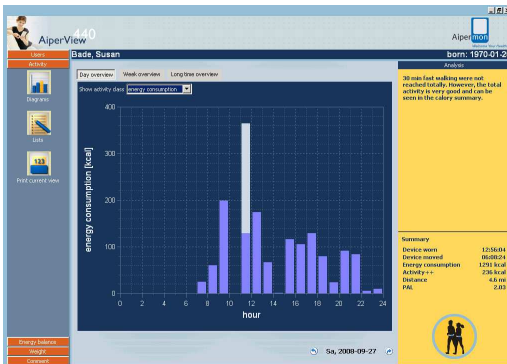 AiperView 440
Aipermon
Users
Bade, Susan
born: 1970-01-2
Activity
Analysis
Day overview
Week overview
Long time overview
Show activity class
energy consumption
Diagrams
Lists
Print current view
30 min fast walking were
not reached totally. However, the total
activity is very good and can be
seen in the calory summary.
400
300
200
100
0
energy consumption [kcal]
0 2 4 6 8 10 12 14 16 18 20 22 24
hour
Summary
Device worn 12:56:04
Device moved 06:08:24
Energy consumption 1291 kcal
Activity++ 236 kcal
Distance 4.6 mi
PAL 2.03
Energy balance
Weight
Comment
Sa, 2008-09-27